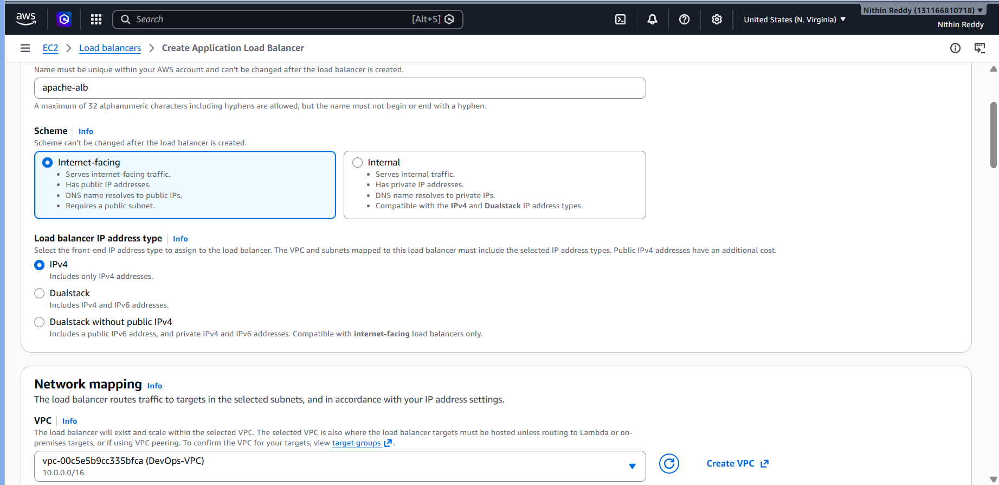 aws
Search
[Alt+S]
United States (N. Virginia)
Nithin Reddy (131166810718)
Nithin Reddy
EC2
Load balancers
Create Application Load Balancer
Name must be unique within your AWS account and can't be changed after the load balancer is created.
apache-alb
A maximum of 32 alphanumeric characters including hyphens are allowed, but the name must not begin or end with a hyphen.
Scheme Info
Scheme can't be changed after the load balancer is created.
Internet-facing
• Serves internet-facing traffic.
• Has public IP addresses.
• DNS name resolves to public IPs.
• Requires a public subnet.
Internal
• Serves internal traffic.
• Has private IP addresses.
• DNS name resolves to private IPs.
• Compatible with the IPv4 and Dualstack IP address types.
Load balancer IP address type Info
Select the front-end IP address type to assign to the load balancer. The VPC and subnets mapped to this load balancer must include the selected IP address types. Public IPv4 addresses have an additional cost.
IPv4
Includes only IPv4 addresses.
Dualstack
Includes IPv4 and IPv6 addresses.
Dualstack without public IPv4
Includes a public IPv6 address, and private IPv4 and IPv6 addresses. Compatible with internet-facing load balancers only.
Network mapping Info
The load balancer routes traffic to targets in the selected subnets, and in accordance with your IP address settings.
VPC Info
The load balancer will exist and scale within the selected VPC. The selected VPC is also where the load balancer targets must be hosted unless routing to Lambda or on-
premises targets, or if using VPC peering. To confirm the VPC for your targets, view target groups.
vpc-00c5e5b9cc335bfca (DevOps-VPC)
10.0.0.0/16
Create VPC